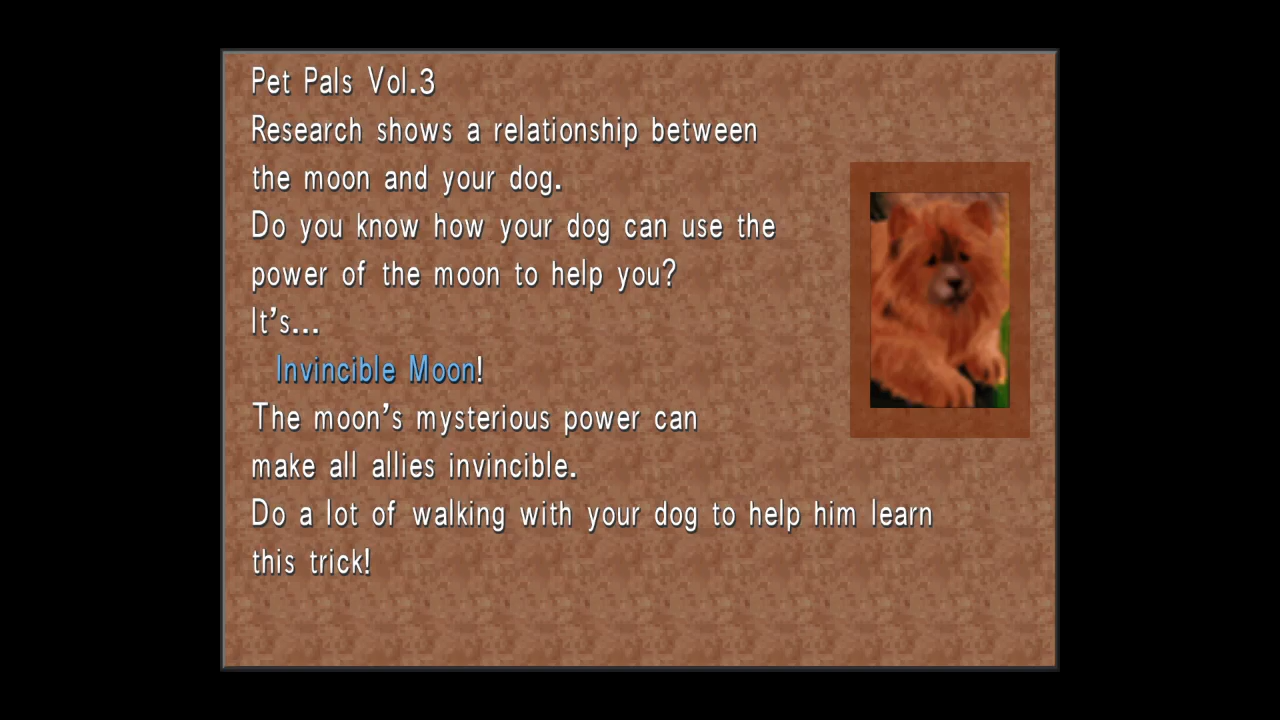 Pet Pals Vol.3
Research shows a relationship between
the moon and your dog.
Do you know how your dog can use the
power of the moon to help you?
It's...
Invincible Moon!
The moon's mysterious power can
make all allies invincible.
Do a lot of walking with your dog to help him learn
this trick!